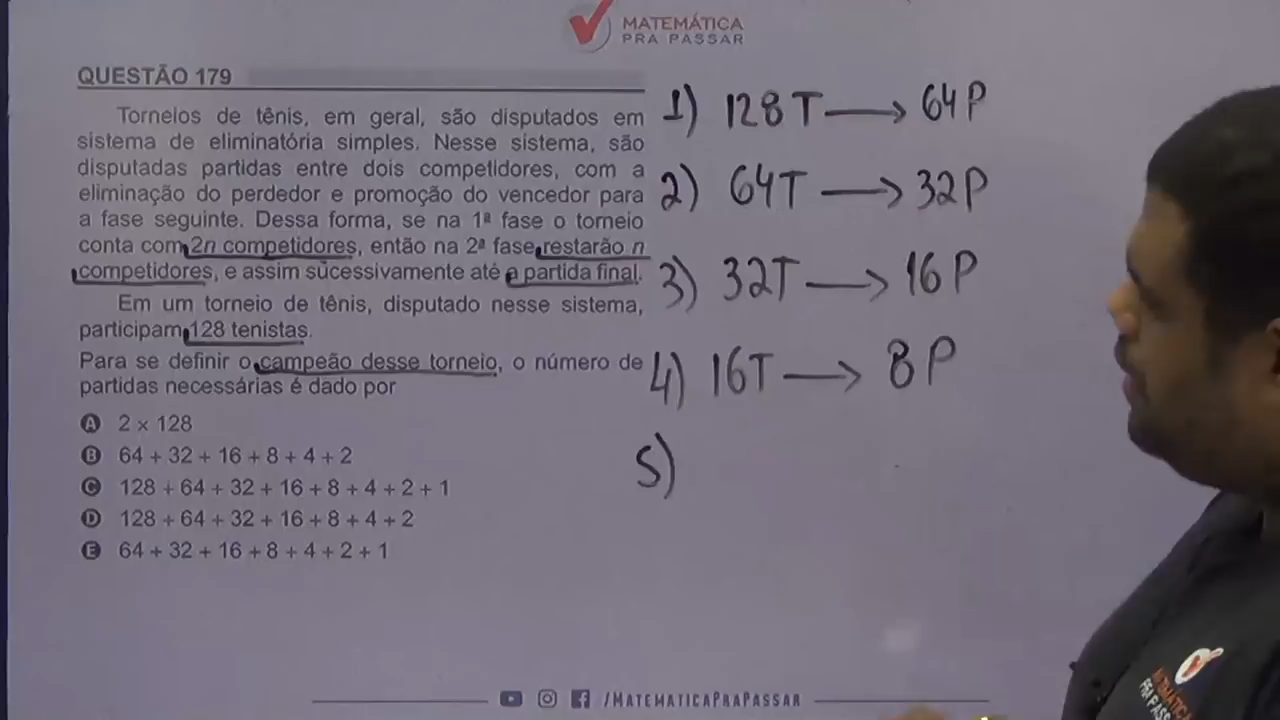 MATEMÁTICA
PRA PASSAR
QUESTÃO 179
Torneios de tênis, em geral, são disputados em
sistema de eliminatória simples. Nesse sistema, são
disputadas partidas entre dois competidores, com a
eliminação do perdedor e promoção do vencedor para
a fase seguinte. Dessa forma, se na 1ª fase o torneio
conta com 2n competidores, então na 2ª fase restarão n
competidores, e assim sucessivamente até a partida final.
Em um torneio de tênis, disputado nesse sistema,
participam 128 tenistas.
Para se definir o campeão desse torneio, o número de
partidas necessárias é dado por
A 2 × 128
B 64 + 32 + 16 + 8 + 4 + 2
C 128 + 64 + 32 + 16 + 8 + 4 + 2 + 1
D 128 + 64 + 32 + 16 + 8 + 4 + 2
E 64 + 32 + 16 + 8 + 4 + 2 + 1
1) 128T → 64P
2) 64T → 32P
3) 32T → 16P
4) 16T → 8P
5)
/MATEMATICAPRAPASSAR